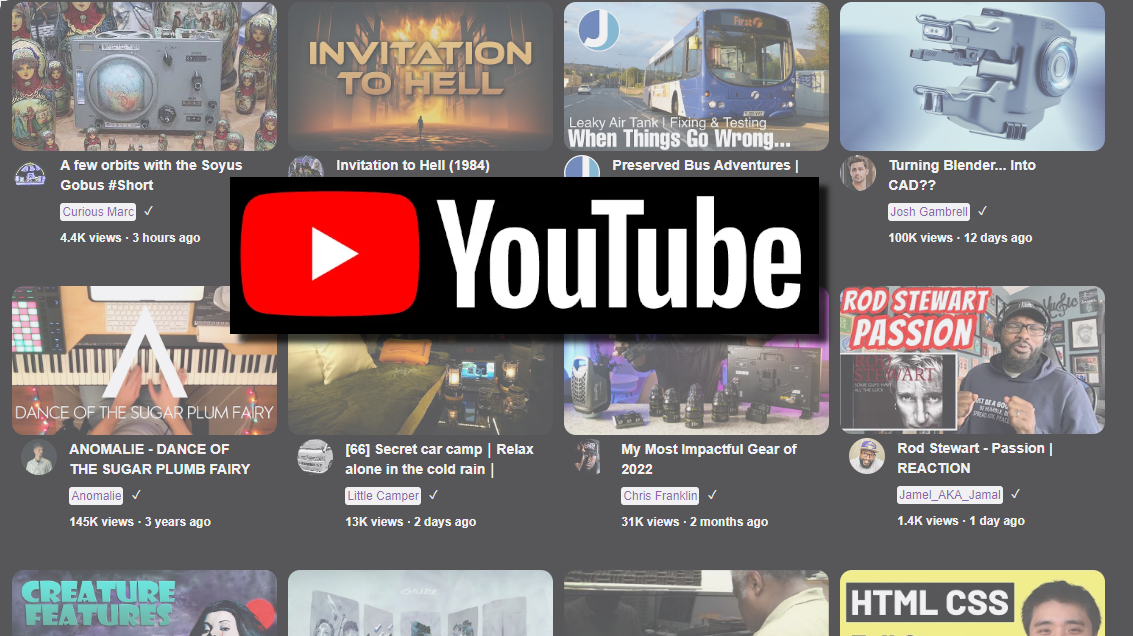 INVITATION
TO HELL
First
Leaky Air Tank | Fixing & Testing
When Things Go Wrong...
A few orbits with the Soyus
Gobus #Short
Curious Marc ✓
4.4K views · 3 hours ago
Invitation to Hell (1984)
Preserved Bus Adventures |
Turning Blender... Into
CAD??
Josh Gambrell ✓
100K views · 12 days ago
YouTube
DANCE OF THE SUGAR PLUM FAIRY
ROD STEWART
PASSION
STEWART
Music
ANOMALIE - DANCE OF
THE SUGAR PLUMB FAIRY
Anomalie ✓
145K views · 3 years ago
[66] Secret car camp | Relax
alone in the cold rain |
Little Camper ✓
13K views · 2 days ago
My Most Impactful Gear of
2022
Chris Franklin ✓
31K views · 2 months ago
Rod Stewart - Passion |
REACTION
Jamel_AKA_Jamal ✓
1.4K views · 1 day ago
CREATURE
FEATURES
HTML CSS